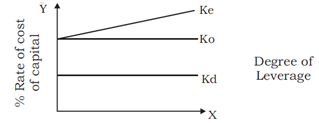 Y
Ke
Ko
Kd
X
% Rate of cost
of capital
Degree of
Leverage